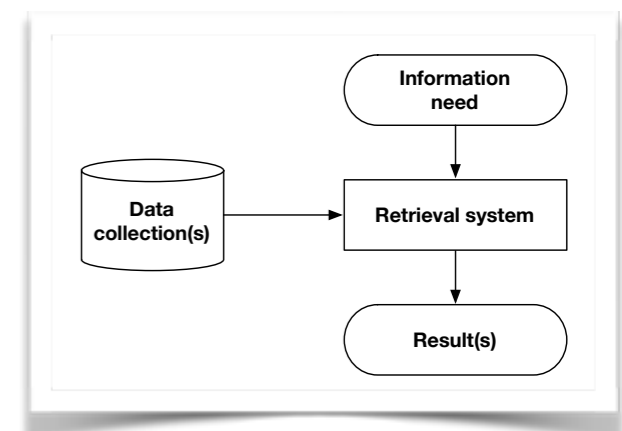 Information
need
Data
collection(s)
Retrieval system
Result(s)